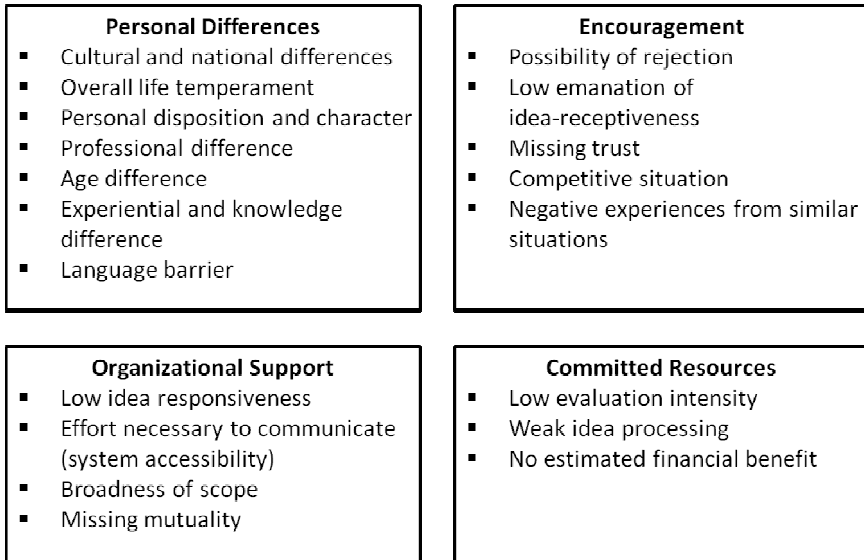 Personal Differences
▪ Cultural and national differences
▪ Overall life temperament
▪ Personal disposition and character
▪ Professional difference
▪ Age difference
▪ Experiential and knowledge
difference
▪ Language barrier
Encouragement
▪ Possibility of rejection
▪ Low emanation of
idea-receptiveness
▪ Missing trust
▪ Competitive situation
▪ Negative experiences from similar
situations
Organizational Support
▪ Low idea responsiveness
▪ Effort necessary to communicate
(system accessibility)
▪ Broadness of scope
▪ Missing mutuality
Committed Resources
▪ Low evaluation intensity
▪ Weak idea processing
▪ No estimated financial benefit